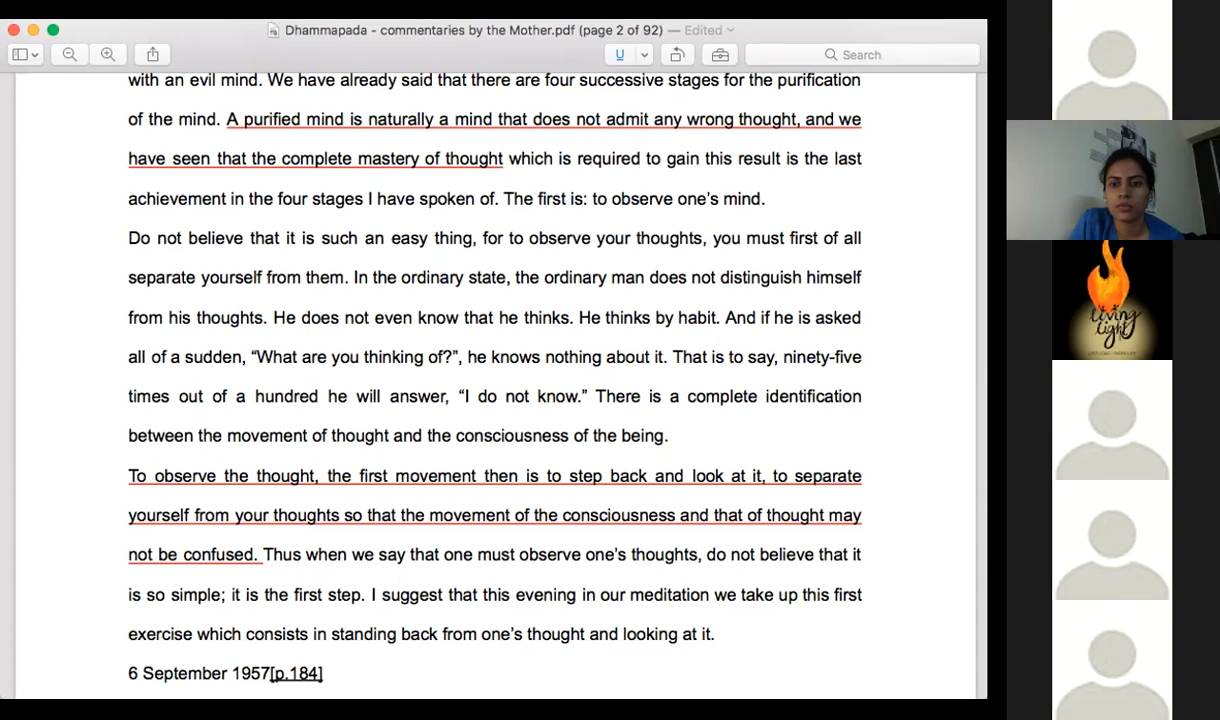 Dhammapada - commentaries by the Mother.pdf (page 2 of 92) — Edited
Search
with an evil mind. We have already said that there are four successive stages for the purification
of the mind. A purified mind is naturally a mind that does not admit any wrong thought, and we
have seen that the complete mastery of thought which is required to gain this result is the last
achievement in the four stages I have spoken of. The first is: to observe one’s mind.
Do not believe that it is such an easy thing, for to observe your thoughts, you must first of all
separate yourself from them. In the ordinary state, the ordinary man does not distinguish himself
from his thoughts. He does not even know that he thinks. He thinks by habit. And if he is asked
all of a sudden, “What are you thinking of?”, he knows nothing about it. That is to say, ninety-five
times out of a hundred he will answer, “I do not know.” There is a complete identification
between the movement of thought and the consciousness of the being.
To observe the thought, the first movement then is to step back and look at it, to separate
yourself from your thoughts so that the movement of the consciousness and that of thought may
not be confused. Thus when we say that one must observe one’s thoughts, do not believe that it
is so simple; it is the first step. I suggest that this evening in our meditation we take up this first
exercise which consists in standing back from one’s thought and looking at it.
6 September 1957[p.184]
living
light